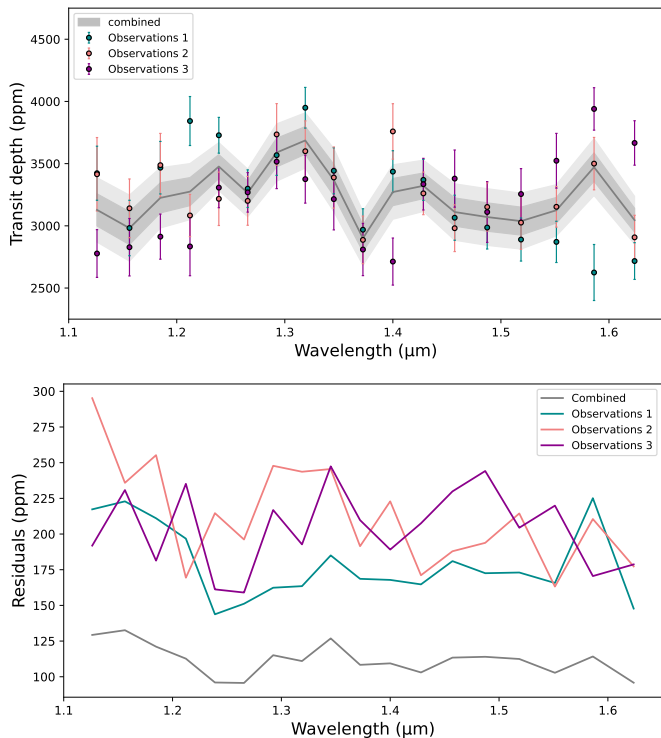 combined
Observations 1
Observations 2
Observations 3
Transit depth (ppm)
4500
4000
3500
3000
2500
1.1 1.2 1.3 1.4 1.5 1.6
Wavelength (μm)
Combined
Observations 1
Observations 2
Observations 3
Residuals (ppm)
300
275
250
225
200
175
150
125
100
1.1 1.2 1.3 1.4 1.5 1.6
Wavelength (μm)